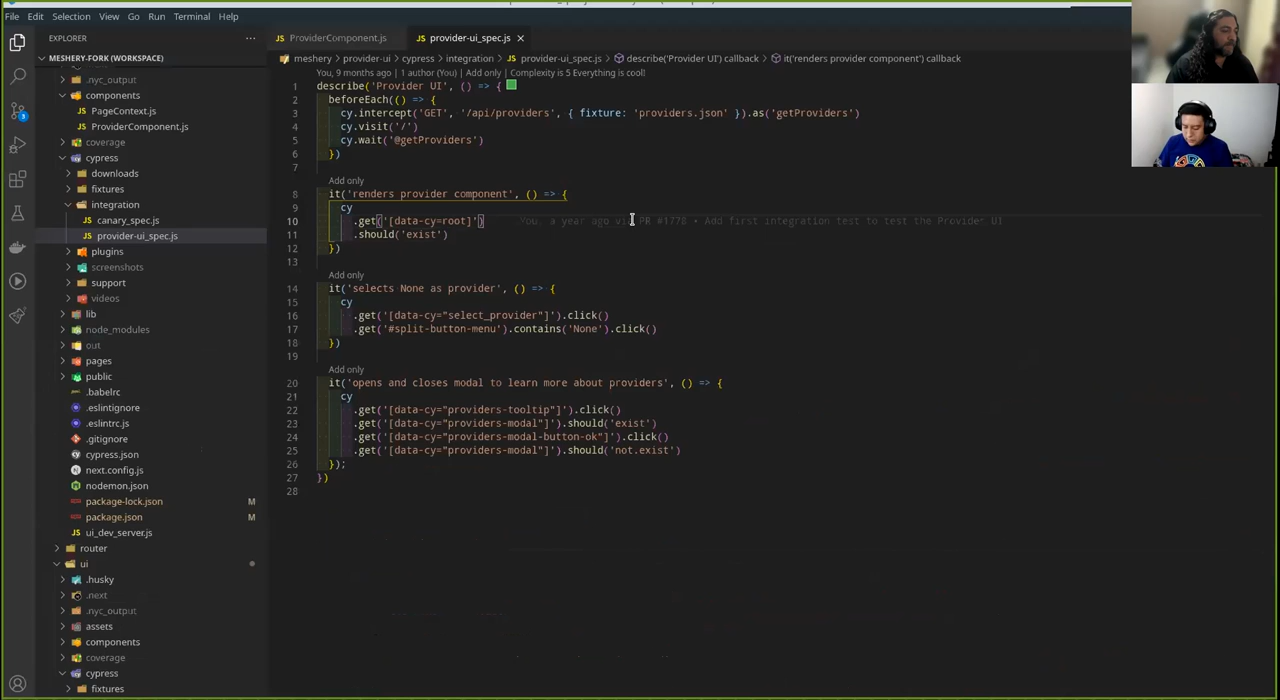 File Edit Selection View Go Run Terminal Help
EXPLORER
MESHERY-FORK (WORKSPACE)
.nyc_output
components
PageContext.js
ProviderComponent.js
coverage
cypress
downloads
fixtures
integration
canary_spec.js
provider-ui_spec.js
plugins
screenshots
support
videos
lib
node_modules
out
pages
public
.babelrc
.eslintignore
.eslintrc.js
.gitignore
cypress.json
next.config.js
nodemon.json
package-lock.json M
package.json M
ui_dev_server.js
router
ui
.husky
.next
.nyc_output
assets
components
coverage
cypress
fixtures
3
ProviderComponent.js
provider-ui_spec.js
meshery > provider-ui > cypress > integration > provider-ui_spec.js > describe('Provider UI') callback > it('renders provider component') callback
You, 9 months ago | 1 author (You) | Add only | Complexity is 5 Everything is cool!
1 describe('Provider UI', () => {
2 beforeEach(() => {
3 cy.intercept('GET', '/api/providers', { fixture: 'providers.json' }).as('getProviders')
4 cy.visit('/')
5 cy.wait('@getProviders')
6 })
7
Add only
8 it('renders provider component', () => {
9 cy
10 .get('[data-cy=root]') You, a year ago via PR #1778 • Add first integration test to test the Provider UI
11 .should('exist')
12 })
13
Add only
14 it('selects None as provider', () => {
15 cy
16 .get('[data-cy="select_provider"]').click()
17 .get('#split-button-menu').contains('None').click()
18 })
19
Add only
20 it('opens and closes modal to learn more about providers', () => {
21 cy
22 .get('[data-cy="providers-tooltip"]').click()
23 .get('[data-cy="providers-modal"]').should('exist')
24 .get('[data-cy="providers-modal-button-ok"]').click()
25 .get('[data-cy="providers-modal"]').should('not.exist')
26 });
27 })
28